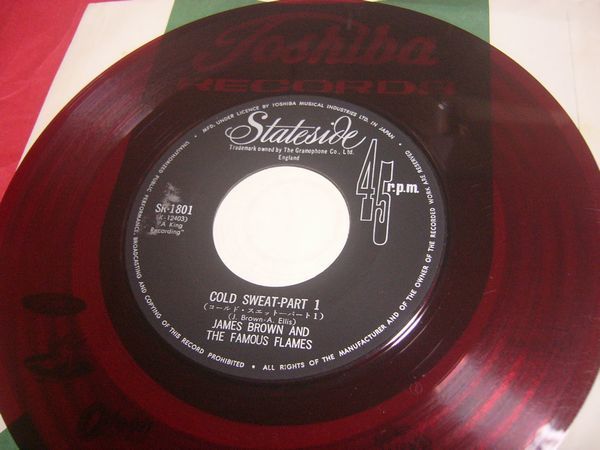 Toshiba
RECORDS
MFD. UNDER LICENCE BY TOSHIBA MUSICAL INDUSTRIES LTD. IN JAPAN
Stateside
Trademark owned by The Gramophone Co., Ltd.
England
45 r.p.m.
SR-1801
(K-12403)
"A King
Recording"
COLD SWEAT-PART 1
(コールド・スエット－パート1)
(J. Brown-A. Ellis)
JAMES BROWN AND
THE FAMOUS FLAMES
ALL RIGHTS OF THE MANUFACTURER AND OF THE OWNER OF THE RECORDED WORK ARE RESERVED
UNAUTHORISED PUBLIC PERFORMANCE, BROADCASTING AND COPYING OF THIS RECORD PROHIBITED
Odeon